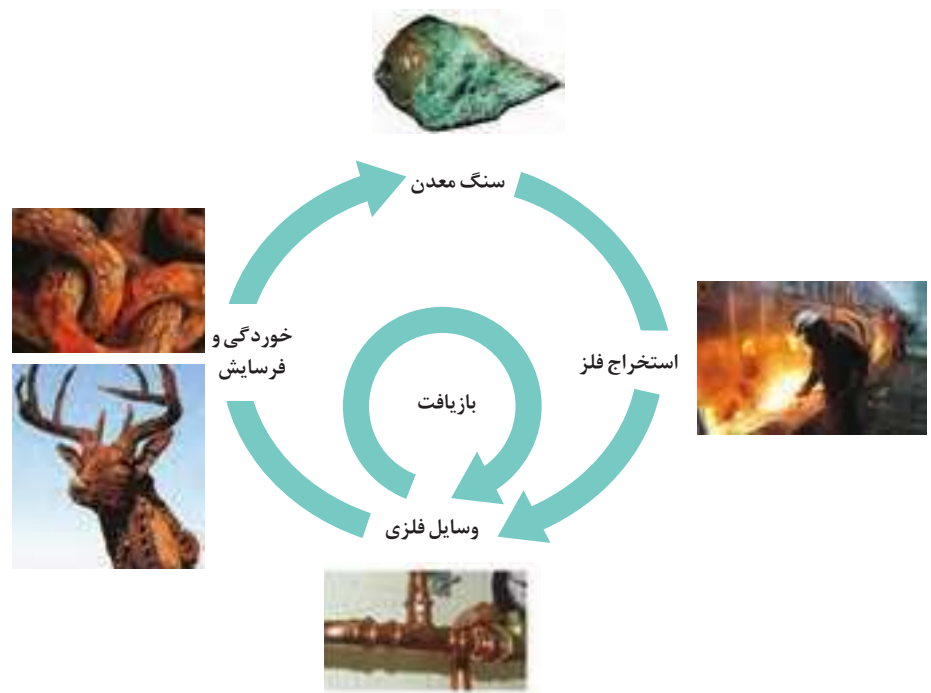 سنگ معدن
استخراج فلز
وسایل فلزی
خوردگی و
فرسایش
بازیافت